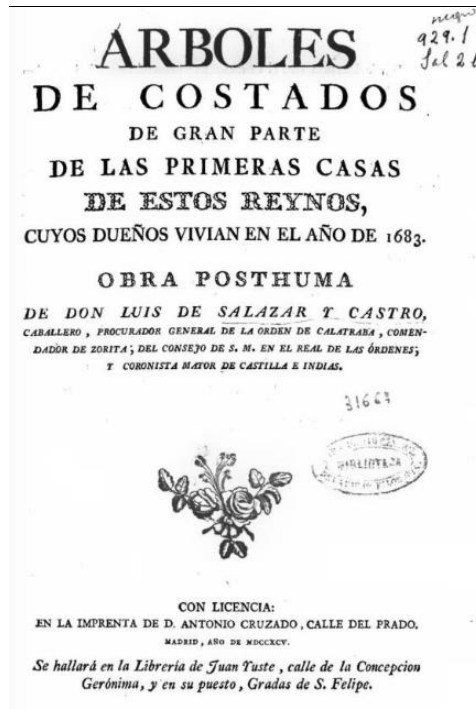 ÁRBOLES
929.1
DE COSTADOS
DE GRAN PARTE
DE LAS PRIMERAS CASAS
DE ESTOS REYNOS,
CUYOS DUEÑOS VIVIAN EN EL AÑO DE 1683.
OBRA POSTHUMA
DE DON LUIS DE SALAZAR Y CASTRO,
CABALLERO, PROCURADOR GENERAL DE LA ORDEN DE CALATRABA, COMEN-
DADOR DE ZORITA; DEL CONSEJO DE S. M. EN EL REAL DE LAS ÓRDENES;
Y CORONISTA MAYOR DE CASTILLA E INDIAS.
31667
BIBLIOTECA
CON LICENCIA:
EN LA IMPRENTA DE D. ANTONIO CRUZADO, CALLE DEL PRADO.
MADRID, AÑO DE MDCCXCV.
Se hallará en la Librería de Juan Yuste, calle de la Concepcion
Gerónima, y en su puesto, Gradas de S. Felipe.